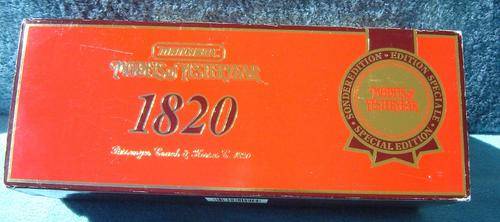 MATCHBOX
MODELS OF YESTERYEAR
1820
Passenger Coach & Horses C. 1820
SONDEREDITION • EDITION SPECIALE • SPECIAL EDITION •
MODELS OF
YESTERYEAR